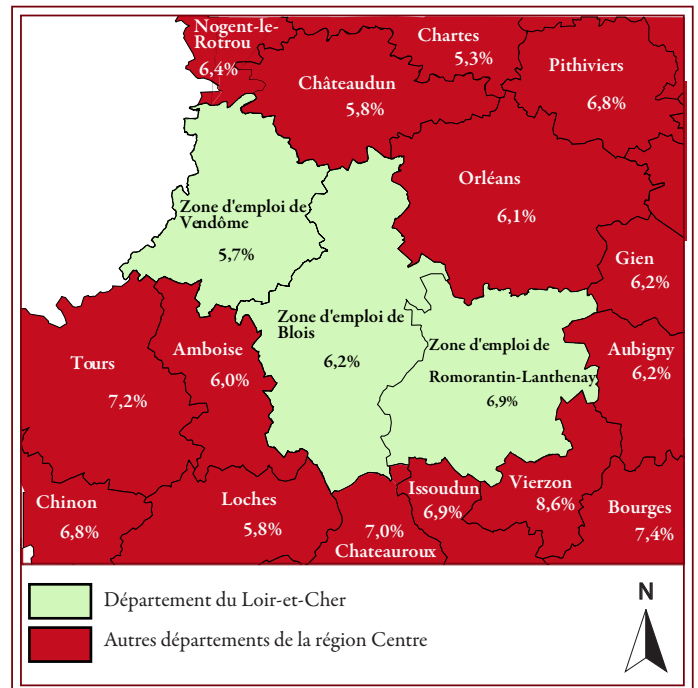 Nogent-le-
Rotrou
6,4%
Chartes
5,3%
Pithiviers
6,8%
Châteaudun
5,8%
Orléans
6,1%
Zone d'emploi de
Vendôme
5,7%
Gien
6,2%
Zone d'emploi de
Blois
6,2%
Zone d'emploi de
Romorantin-Lanthenay
6,9%
Aubigny
6,2%
Tours
7,2%
Amboise
6,0%
Chinon
6,8%
Loches
5,8%
7,0%
Chateauroux
Issoudun
6,9%
Vierzon
8,6%
Bourges
7,4%
Département du Loir-et-Cher
Autres départements de la région Centre
N